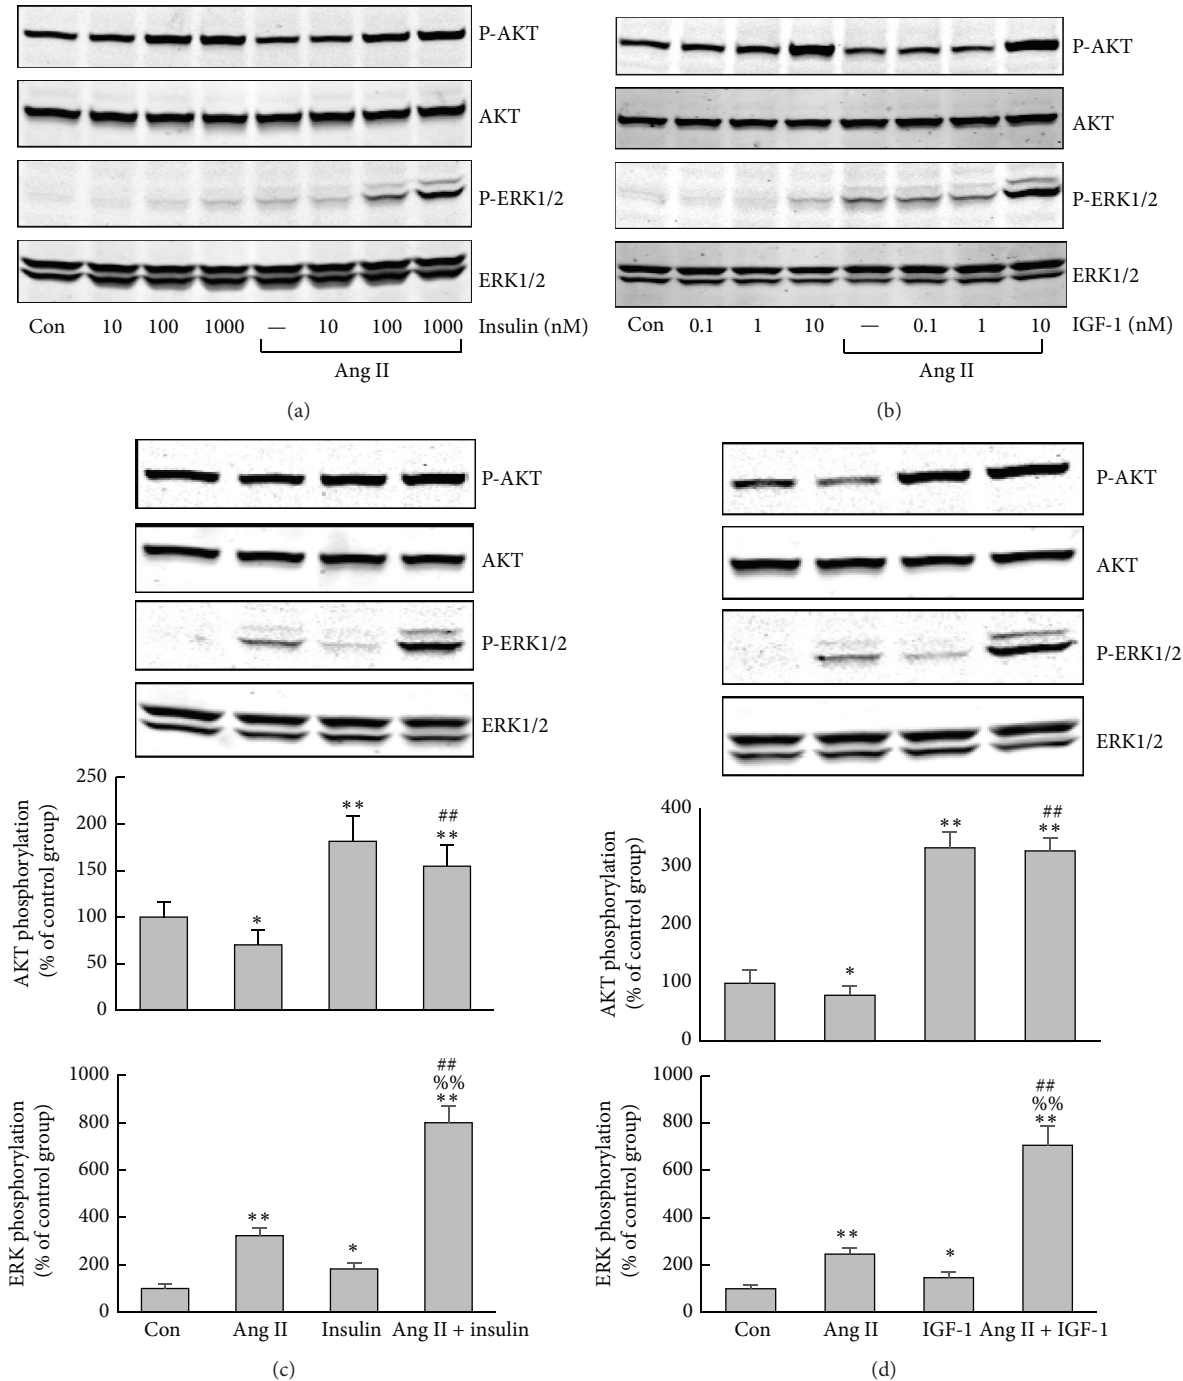 P-AKT
AKT
P-ERK1/2
ERK1/2
Con 10 100 1000 — 10 100 1000 Insulin (nM)
Ang II
(a)
P-AKT
AKT
P-ERK1/2
ERK1/2
Con 0.1 1 10 — 0.1 1 10 IGF-1 (nM)
Ang II
(b)
P-AKT
AKT
P-ERK1/2
ERK1/2
AKT phosphorylation
(% of control group)
250
200
150
100
50
0
*
**
##
**
ERK phosphorylation
(% of control group)
1000
800
600
400
200
0
**
*
##
%%
**
Con Ang II Insulin Ang II + insulin
(c)
P-AKT
AKT
P-ERK1/2
ERK1/2
AKT phosphorylation
(% of control group)
400
300
200
100
0
*
**
##
**
ERK phosphorylation
(% of control group)
1000
800
600
400
200
0
**
*
##
%%
**
Con Ang II IGF-1 Ang II + IGF-1
(d)